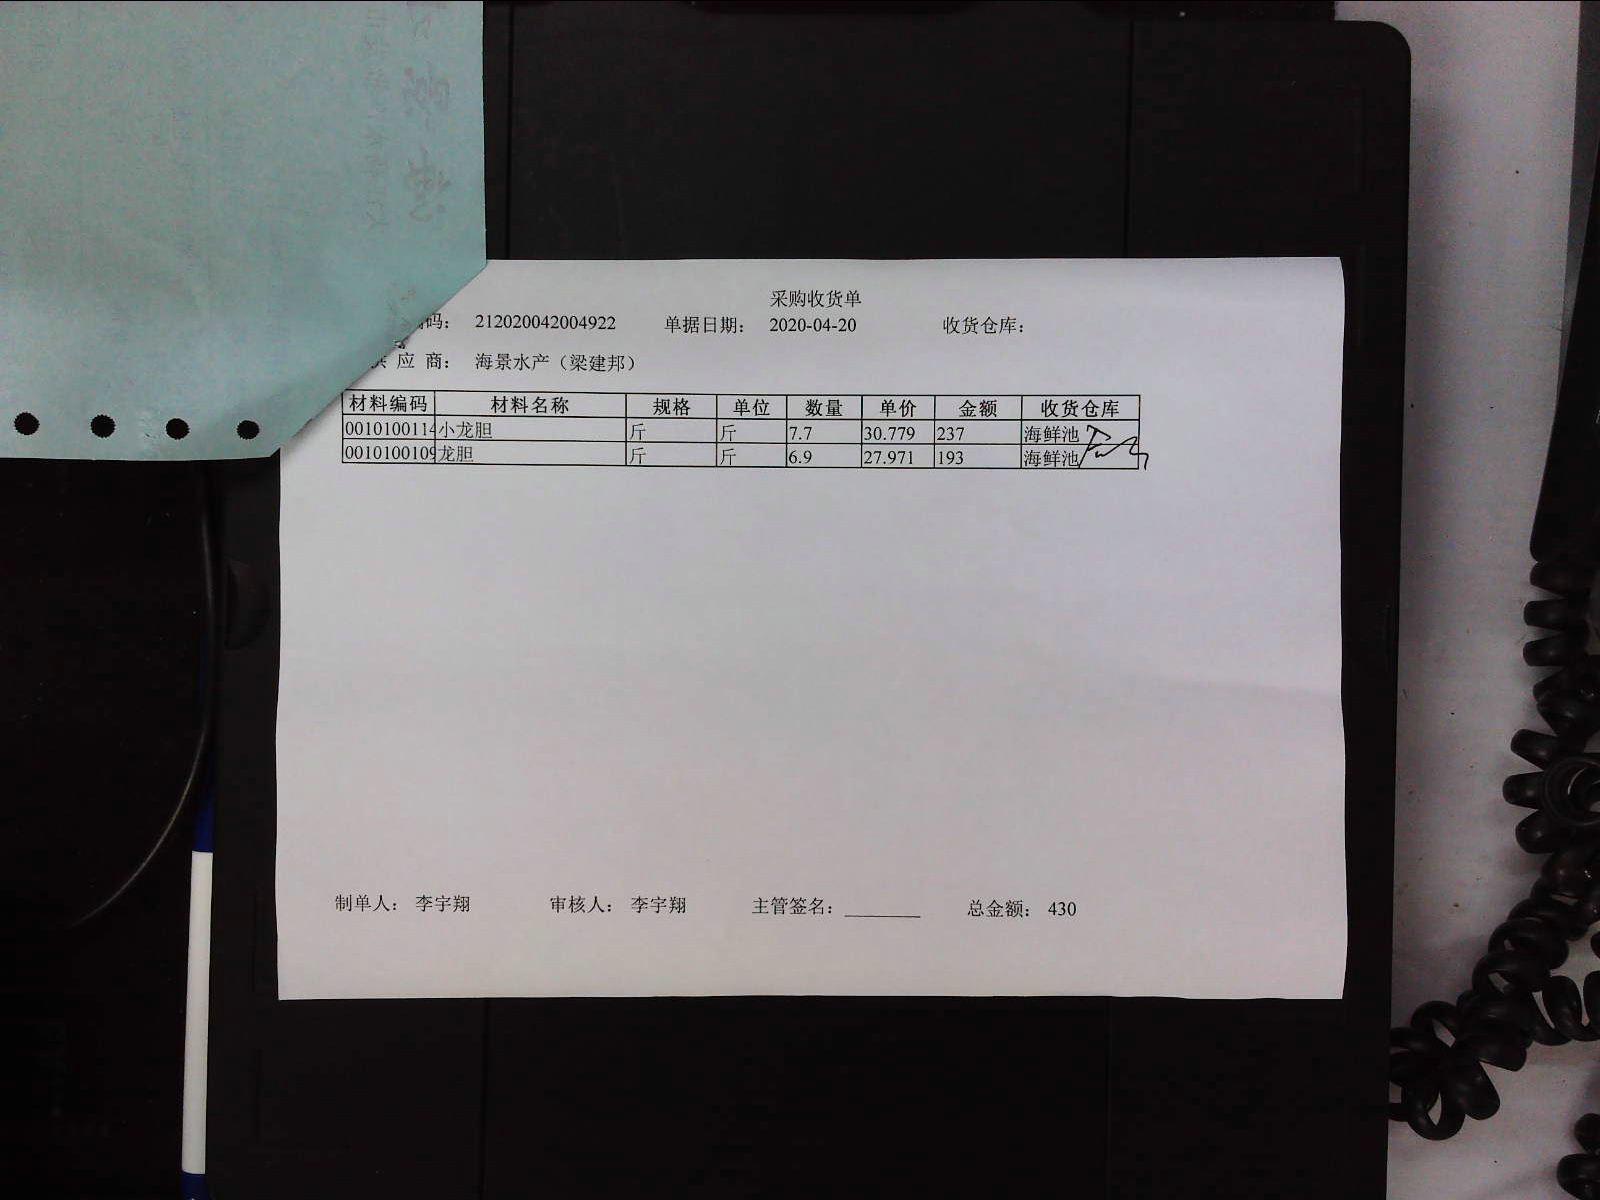 采购收货单
码： 212020042004922 单据日期： 2020-04-20 收货仓库：
供 应 商： 海景水产（梁建邦）
材料编码 材料名称 规格 单位 数量 单价 金额 收货仓库
0010100114 小龙胆 斤 斤 7.7 30.779 237 海鲜池
0010100109 龙胆 斤 斤 6.9 27.971 193 海鲜池
制单人： 李宇翔 审核人： 李宇翔 主管签名： 总金额： 430